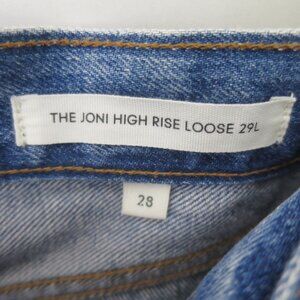 THE JONI HIGH RISE LOOSE 29L
28